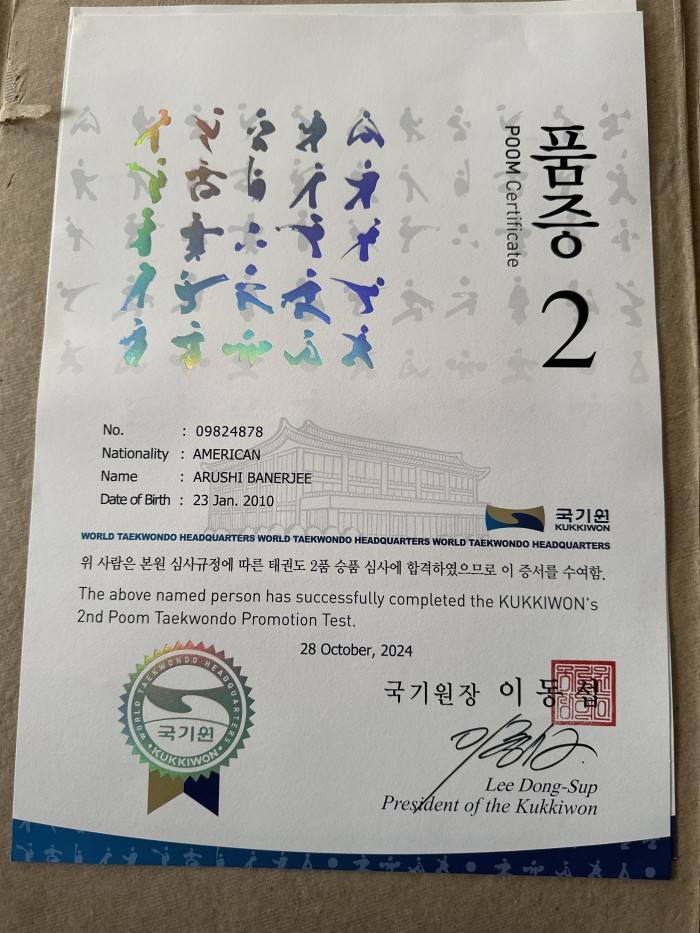 품증 2
POOM Certificate
No. : 09824878
Nationality : AMERICAN
Name : ARUSHI BANERJEE
Date of Birth : 23 Jan. 2010
국기원
KUKKIWON
WORLD TAEKWONDO HEADQUARTERS WORLD TAEKWONDO HEADQUARTERS WORLD TAEKWONDO HEADQUARTERS
위 사람은 본원 심사규정에 따른 태권도 2품 승품 심사에 합격하였으므로 이 증서를 수여함.
The above named person has successfully completed the KUKKIWON's
2nd Poom Taekwondo Promotion Test.
28 October, 2024
WORLD TAEKWONDO HEADQUARTERS
국기원
KUKKIWON
국기원장 이동섭
Lee Dong-Sup
President of the Kukkiwon